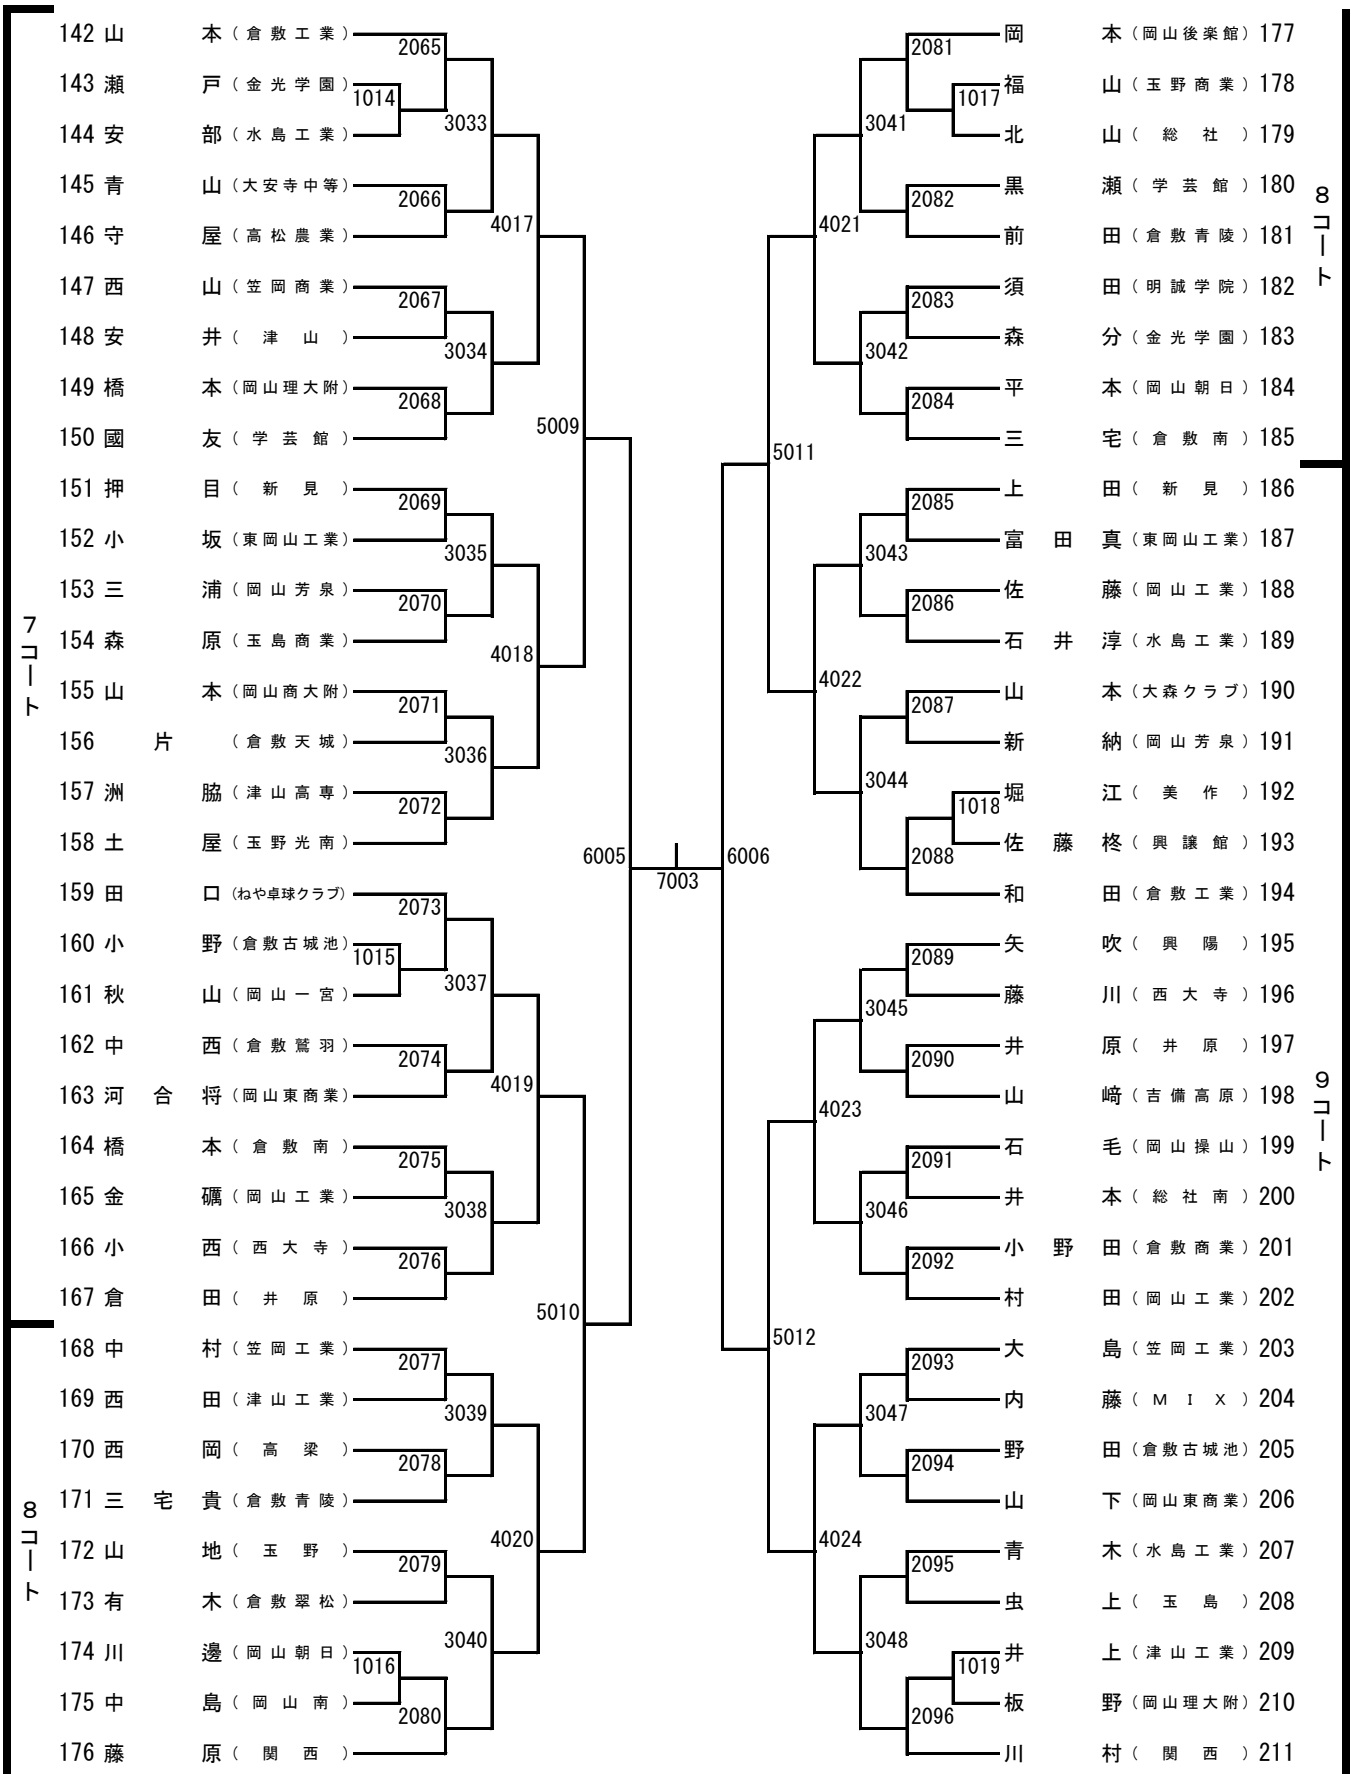 142 山本 (倉敷工業)
143 瀬戸 (金光学園)
144 安部 (水島工業)
145 青山 (大安寺中等)
146 守屋 (高松農業)
147 西山 (笠岡商業)
148 安井 (津山)
149 橋本 (岡山理大附)
150 國友 (学芸館)
151 押目 (新見)
152 小坂 (東岡山工業)
153 三浦 (岡山芳泉)
154 森原 (玉島商業)
155 山本 (岡山商大附)
156 片 (倉敷天城)
157 洲脇 (津山高専)
158 土屋 (玉野光南)
159 田口 (ねや卓球クラブ)
160 小野 (倉敷古城池)
161 秋山 (岡山一宮)
162 中西 (倉敷鷲羽)
163 河合将 (岡山東商業)
164 橋本 (倉敷南)
165 金礪 (岡山工業)
166 小西 (西大寺)
167 倉田 (井原)
168 中村 (笠岡工業)
169 西田 (津山工業)
170 西岡 (高梁)
171 三宅貴 (倉敷青陵)
172 山地 (玉野)
173 有木 (倉敷翠松)
174 川邊 (岡山朝日)
175 中島 (岡山南)
176 藤原 (関西)
7コート
8コート
1014
1015
1016
2065
2066
2067
2068
2069
2070
2071
2072
2073
2074
2075
2076
2077
2078
2079
2080
3033
3034
3035
3036
3037
3038
3039
3040
4017
4018
4019
4020
5009
5010
6005
7003
6006
5011
5012
4021
4022
4023
4024
3041
3042
3043
3044
3045
3046
3047
3048
2081
2082
2083
2084
2085
2086
2087
2088
2089
2090
2091
2092
2093
2094
2095
2096
1017
1018
1019
岡本 (岡山後楽館) 177
福山 (玉野商業) 178
北山 (総社) 179
黒瀬 (学芸館) 180
前田 (倉敷青陵) 181
須田 (明誠学院) 182
森分 (金光学園) 183
平本 (岡山朝日) 184
三宅 (倉敷南) 185
上田 (新見) 186
富田真 (東岡山工業) 187
佐藤 (岡山工業) 188
石井淳 (水島工業) 189
山本 (大森クラブ) 190
新納 (岡山芳泉) 191
堀江 (美作) 192
佐藤柊 (興譲館) 193
和田 (倉敷工業) 194
矢吹 (興陽) 195
藤川 (西大寺) 196
井原 (井原) 197
山﨑 (吉備高原) 198
石毛 (岡山操山) 199
井本 (総社南) 200
小野田 (倉敷商業) 201
村田 (岡山工業) 202
大島 (笠岡工業) 203
内藤 (MIX) 204
野田 (倉敷古城池) 205
山下 (岡山東商業) 206
青木 (水島工業) 207
虫上 (玉島) 208
井上 (津山工業) 209
板野 (岡山理大附) 210
川村 (関西) 211
8コート
9コート